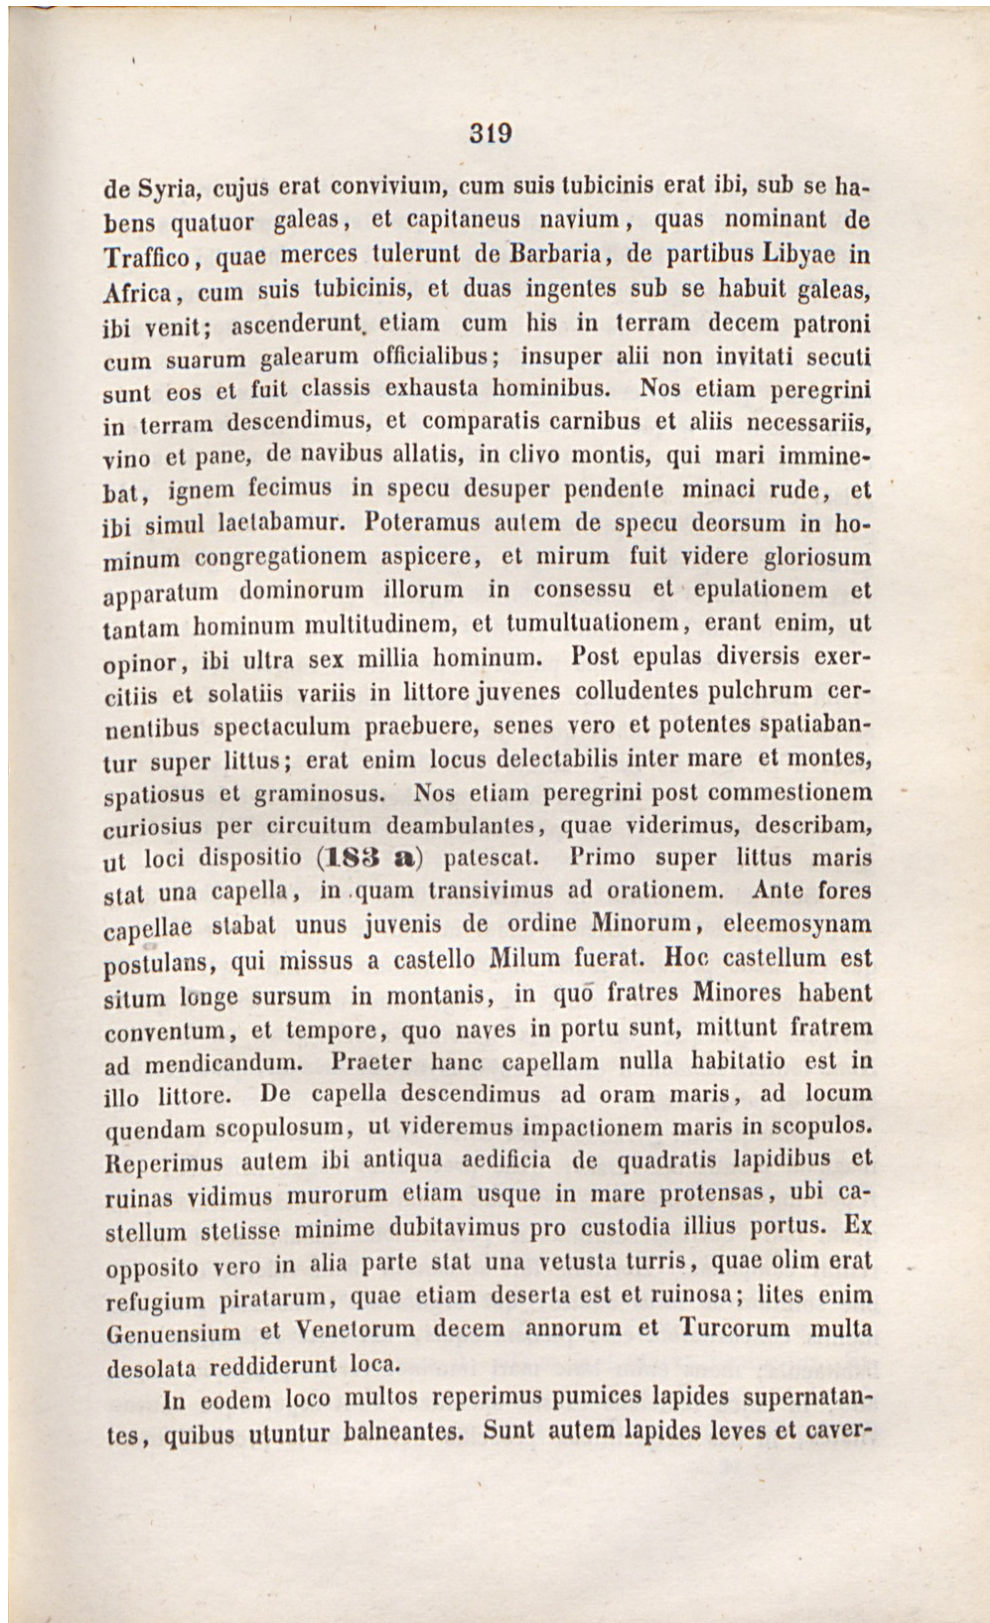 319
de Syria, cujus erat convivium, cum suis tubicinis erat ibi, sub se ha-
bens quatuor galeas, et capitaneus navium, quas nominant de
Traffico, quae merces tulerunt de Barbaria, de partibus Libyae in
Africa, cum suis tubicinis, et duas ingentes sub se habuit galeas,
ibi venit; ascenderunt. etiam cum his in terram decem patroni
cum suarum galearum officialibus; insuper alii non invitati secuti
sunt eos et fuit classis exhausta hominibus. Nos etiam peregrini
in terram descendimus, et comparatis carnibus et aliis necessariis,
vino et pane, de navibus allatis, in clivo montis, qui mari immine-
bat, ignem fecimus in specu desuper pendente minaci rude, et
ibi simul laetabamur. Poteramus autem de specu deorsum in ho-
minum congregationem aspicere, et mirum fuit videre gloriosum
apparatum dominorum illorum in consessu et epulationem et
tantam hominum multitudinem, et tumultuationem, erant enim, ut
opinor, ibi ultra sex millia hominum. Post epulas diversis exer-
citiis et solatiis variis in littore juvenes colludentes pulchrum cer-
nentibus spectaculum praebuere, senes vero et potentes spatiaban-
tur super littus; erat enim locus delectabilis inter mare et montes,
spatiosus et graminosus. Nos etiam peregrini post commestionem
curiosius per circuitum deambulantes, quae viderimus, describam,
ut loci dispositio (183 a) patescat. Primo super littus maris
stat una capella, in quam transivimus ad orationem. Ante fores
capellae stabat unus juvenis de ordine Minorum, eleemosynam
postulans, qui missus a castello Milum fuerat. Hoc castellum est
situm longe sursum in montanis, in quō fratres Minores habent
conventum, et tempore, quo naves in portu sunt, mittunt fratrem
ad mendicandum. Praeter hanc capellam nulla habitatio est in
illo littore. De capella descendimus ad oram maris, ad locum
quendam scopulosum, ut videremus impactionem maris in scopulos.
Reperimus autem ibi antiqua aedificia de quadratis lapidibus et
ruinas vidimus murorum etiam usque in mare protensas, ubi ca-
stellum stetisse minime dubitavimus pro custodia illius portus. Ex
opposito vero in alia parte stat una vetusta turris, quae olim erat
refugium piratarum, quae etiam deserta est et ruinosa; lites enim
Genuensium et Venetorum decem annorum et Turcorum multa
desolata reddiderunt loca.
In eodem loco multos reperimus pumices lapides supernatan-
tes, quibus utuntur balneantes. Sunt autem lapides leves et caver-